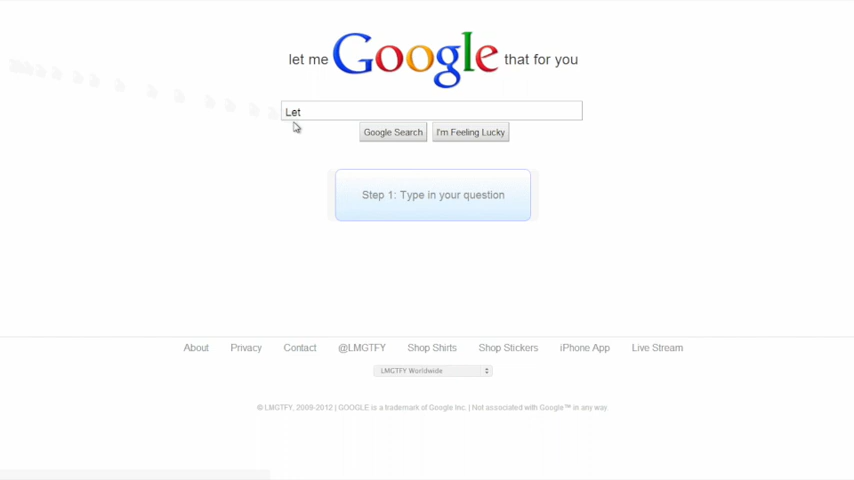 let me Google that for you
Let
Google Search I'm Feeling Lucky
Step 1: Type in your question
About Privacy Contact @LMGTFY Shop Shirts Shop Stickers iPhone App Live Stream
LMGTFY Worldwide
© LMGTFY, 2009-2012 | GOOGLE is a trademark of Google Inc. | Not associated with Google™ in any way